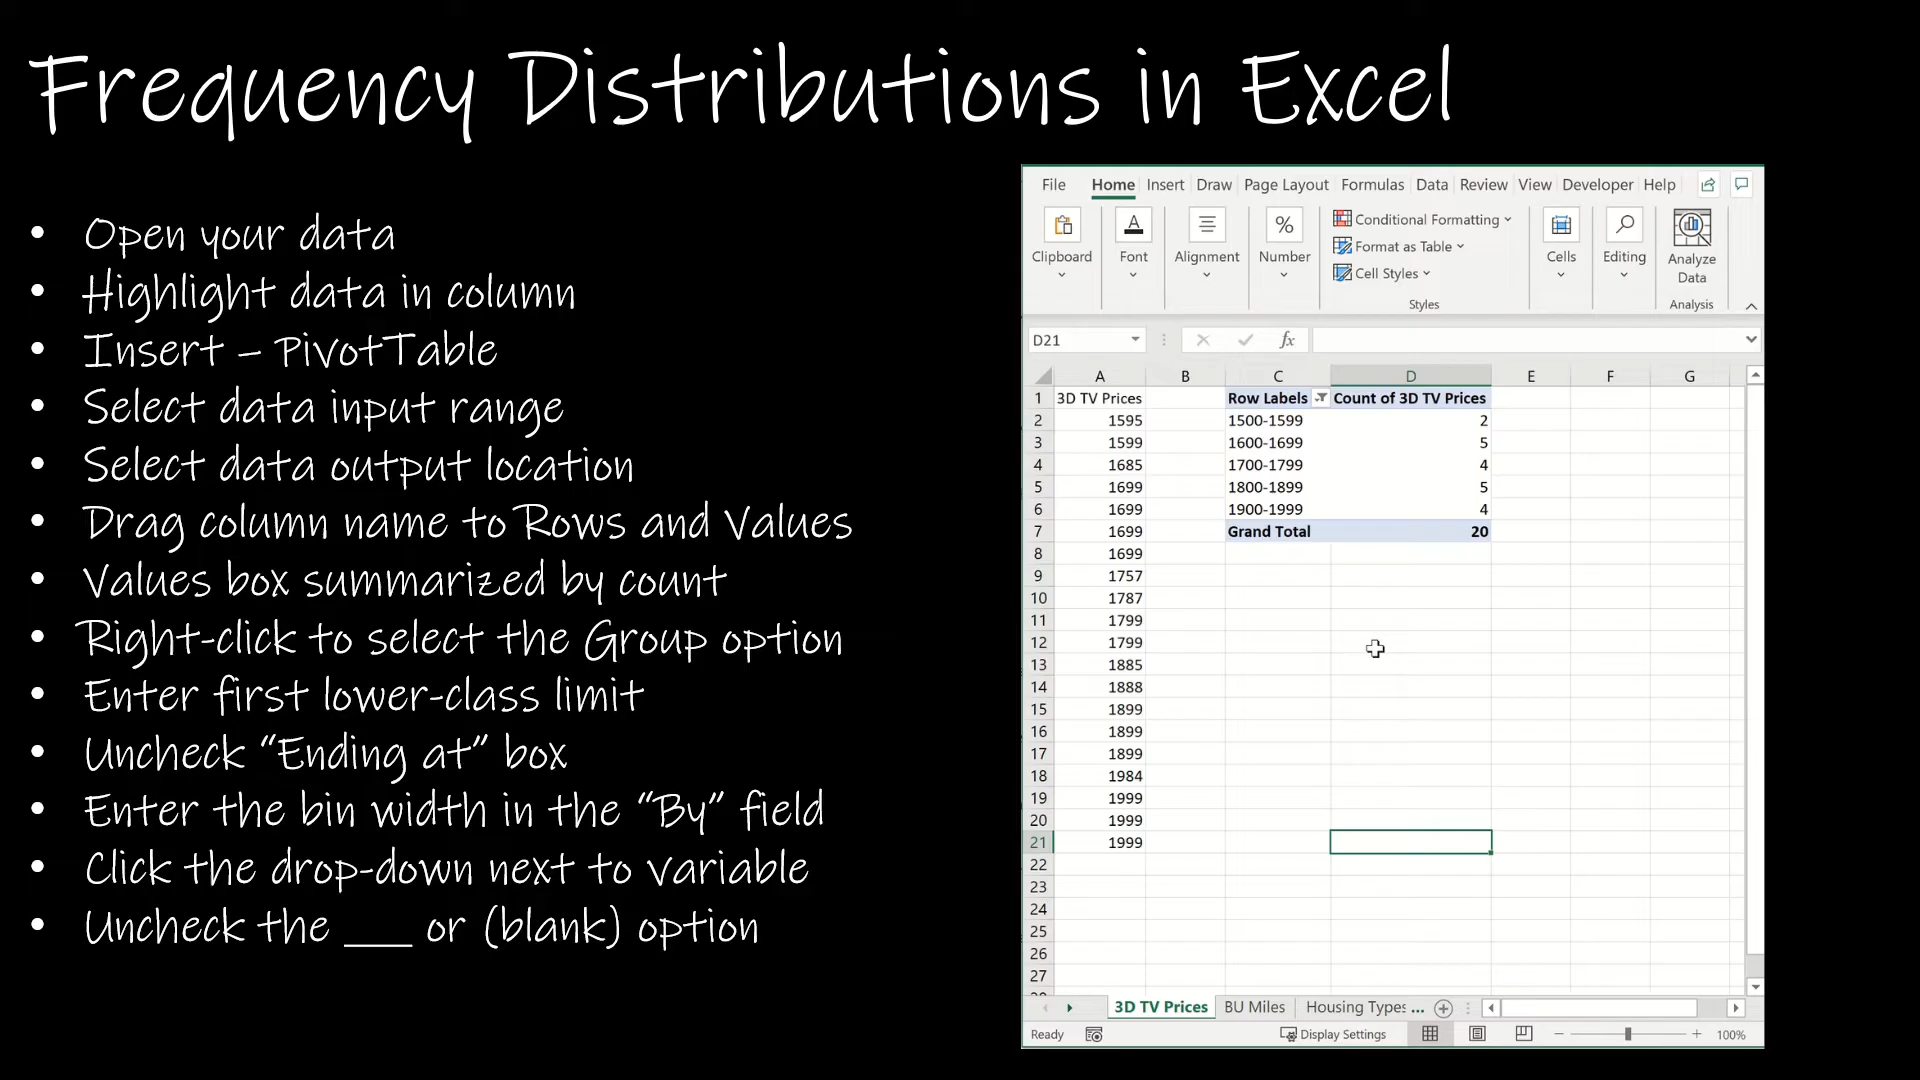 Frequency Distributions in Excel
• Open your data
• Highlight data in column
• Insert – PivotTable
• Select data input range
• Select data output location
• Drag column name to Rows and Values
• Values box summarized by count
• Right-click to select the Group option
• Enter first lower-class limit
• Uncheck “Ending at” box
• Enter the bin width in the “By” field
• Click the drop-down next to variable
• Uncheck the ____ or (blank) option
File Home Insert Draw Page Layout Formulas Data Review View Developer Help
Clipboard Font Alignment Number Conditional Formatting Format as Table Cell Styles Cells Editing Analyze Data
Styles Analysis
D21 fx
A B C D E F G
1 3D TV Prices Row Labels Count of 3D TV Prices
2 1595 1500-1599 2
3 1599 1600-1699 5
4 1685 1700-1799 4
5 1699 1800-1899 5
6 1699 1900-1999 4
7 1699 Grand Total 20
8 1699
9 1757
10 1787
11 1799
12 1799
13 1885
14 1888
15 1899
16 1899
17 1899
18 1984
19 1999
20 1999
21 1999
22
23
24
25
26
27
3D TV Prices BU Miles Housing Types ...
Ready Display Settings 100%